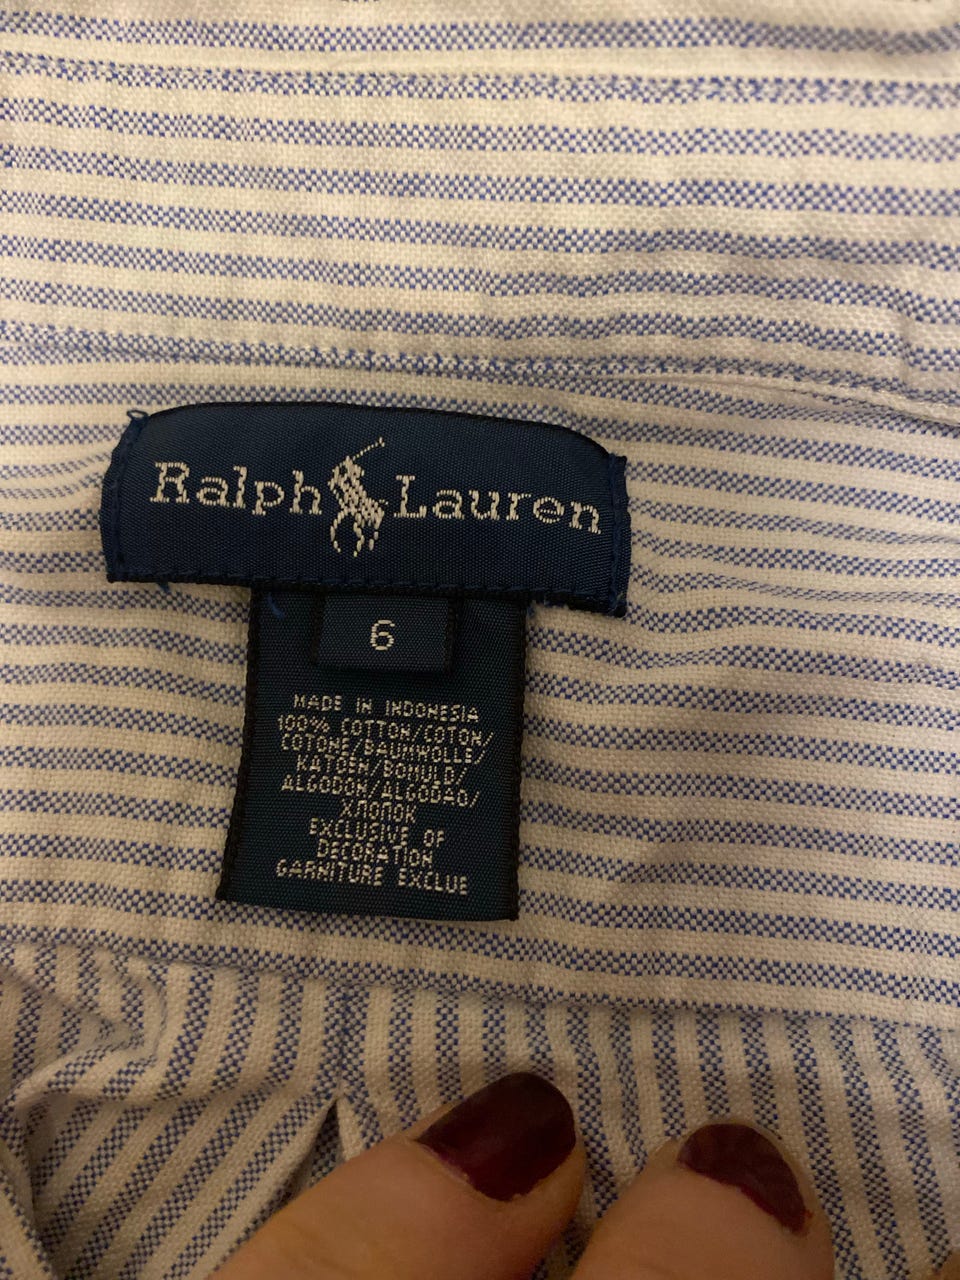 Ralph Lauren
6
MADE IN INDONESIA
100% COTTON/COTON/
COTONE/BAUMWOLLE/
KATOEN/BOMULD/
ALGODON/ALGODAO/
ХЛОПОК
EXCLUSIVE OF
DECORATION
GARNITURE EXCLUE